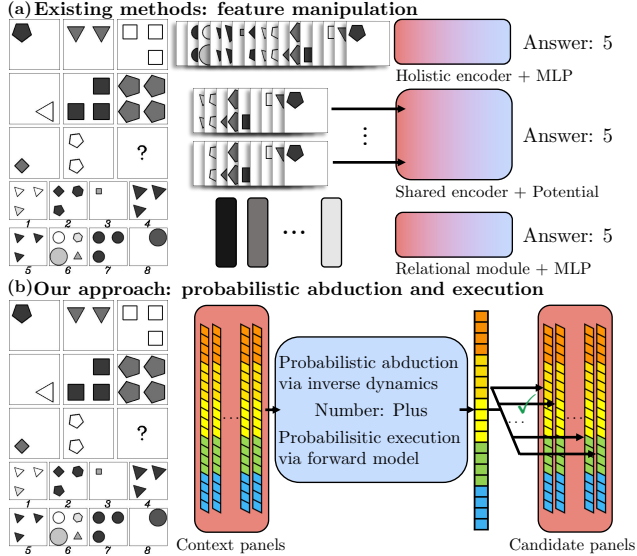 (a) Existing methods: feature manipulation
Answer: 5
Holistic encoder + MLP
?
1 2 3 4
5 6 7 8
Answer: 5
Shared encoder + Potential
Answer: 5
Relational module + MLP
(b) Our approach: probabilistic abduction and execution
?
1 2 3 4
5 6 7 8
Probabilistic abduction
via inverse dynamics
Number: Plus
Probabilisitic execution
via forward model
Context panels
Candidate panels